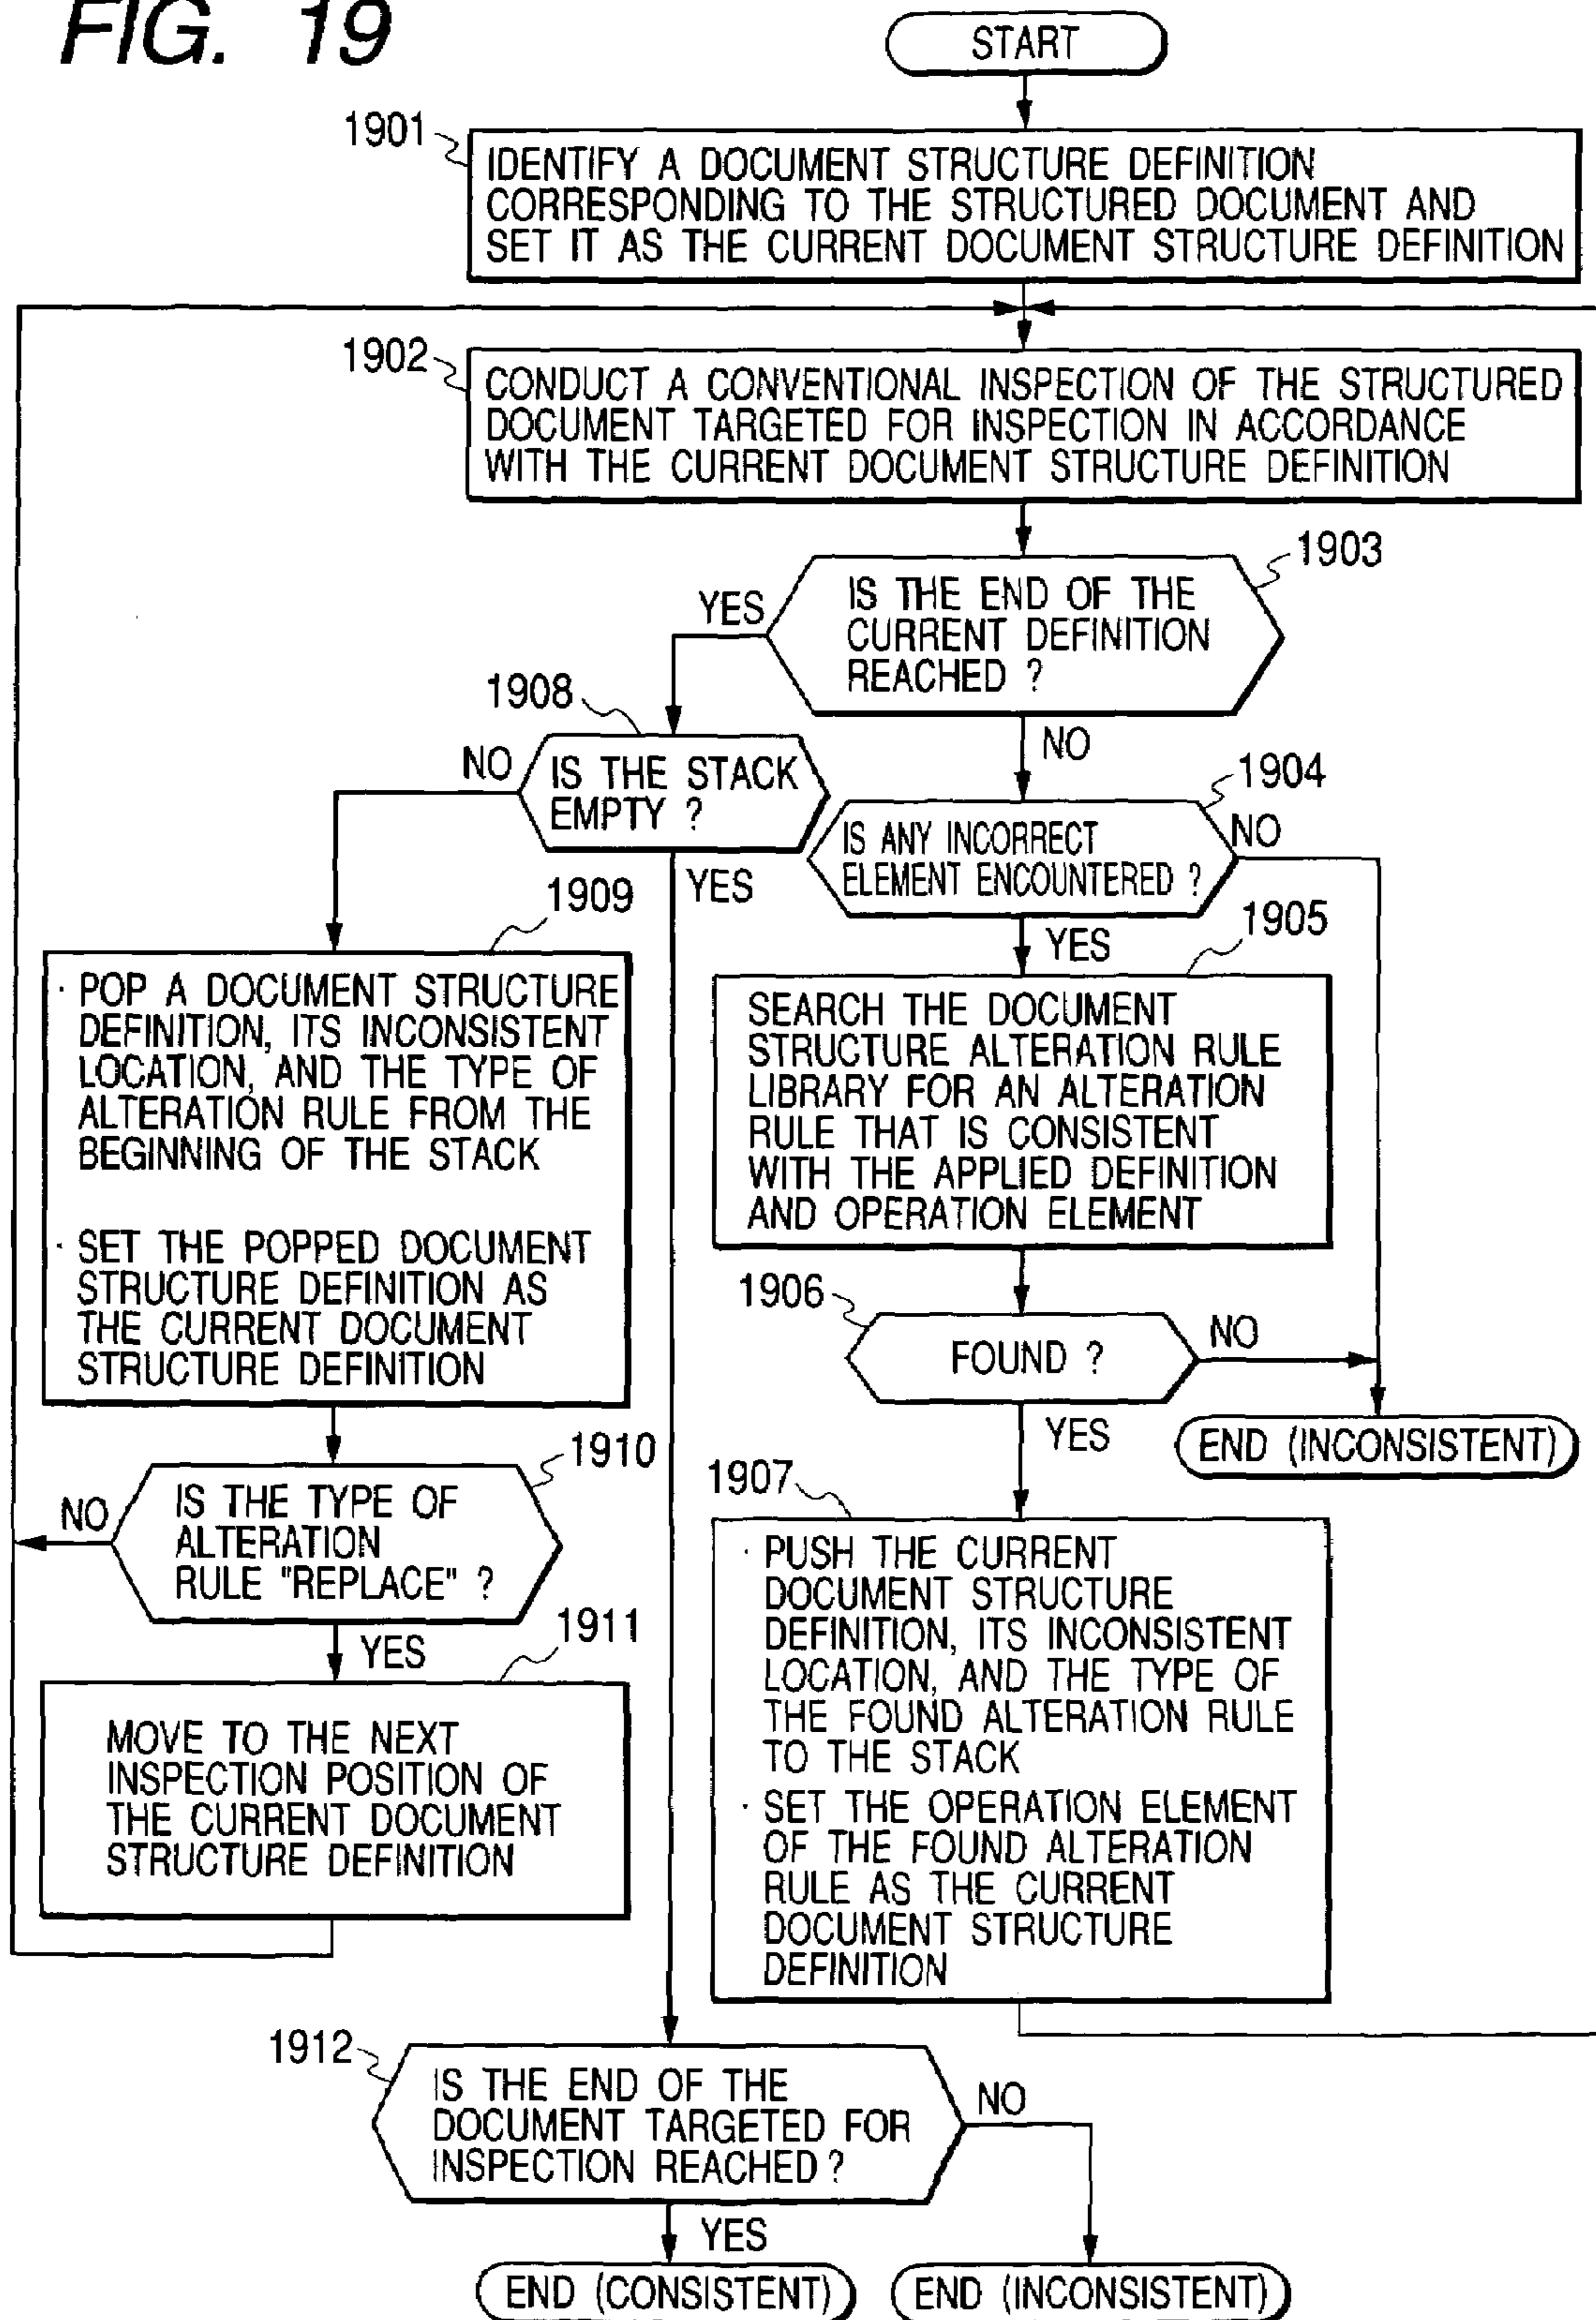 FIG. 19
START
1901
IDENTIFY A DOCUMENT STRUCTURE DEFINITION
CORRESPONDING TO THE STRUCTURED DOCUMENT AND
SET IT AS THE CURRENT DOCUMENT STRUCTURE DEFINITION
1902
CONDUCT A CONVENTIONAL INSPECTION OF THE STRUCTURED
DOCUMENT TARGETED FOR INSPECTION IN ACCORDANCE
WITH THE CURRENT DOCUMENT STRUCTURE DEFINITION
1903
IS THE END OF THE
CURRENT DEFINITION
REACHED ?
YES
NO
1908
IS THE STACK
EMPTY ?
NO
YES
1904
IS ANY INCORRECT
ELEMENT ENCOUNTERED ?
NO
YES
1909
· POP A DOCUMENT STRUCTURE
DEFINITION, ITS INCONSISTENT
LOCATION, AND THE TYPE OF
ALTERATION RULE FROM THE
BEGINNING OF THE STACK
· SET THE POPPED DOCUMENT
STRUCTURE DEFINITION AS
THE CURRENT DOCUMENT
STRUCTURE DEFINITION
1905
SEARCH THE DOCUMENT
STRUCTURE ALTERATION RULE
LIBRARY FOR AN ALTERATION
RULE THAT IS CONSISTENT
WITH THE APPLIED DEFINITION
AND OPERATION ELEMENT
1906
FOUND ?
NO
YES
END (INCONSISTENT)
1910
IS THE TYPE OF
ALTERATION
RULE "REPLACE" ?
NO
YES
1911
MOVE TO THE NEXT
INSPECTION POSITION OF
THE CURRENT DOCUMENT
STRUCTURE DEFINITION
1907
· PUSH THE CURRENT
DOCUMENT STRUCTURE
DEFINITION, ITS INCONSISTENT
LOCATION, AND THE TYPE OF
THE FOUND ALTERATION RULE
TO THE STACK
· SET THE OPERATION ELEMENT
OF THE FOUND ALTERATION
RULE AS THE CURRENT
DOCUMENT STRUCTURE
DEFINITION
1912
IS THE END OF THE
DOCUMENT TARGETED FOR
INSPECTION REACHED ?
NO
YES
END (CONSISTENT)
END (INCONSISTENT)